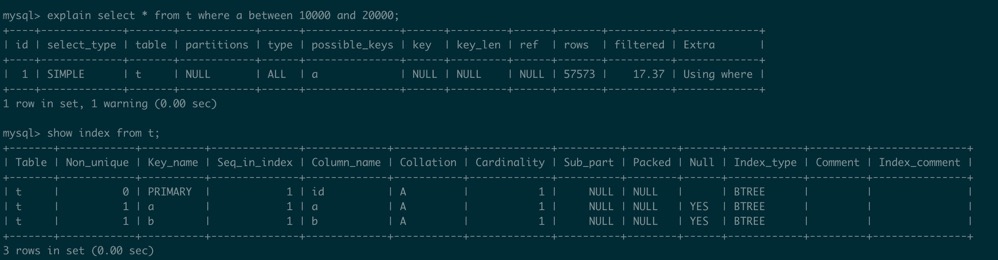 mysql> explain select * from t where a between 10000 and 20000;
+----+-------------+-------+------------+------+---------------+------+---------+------+-------+----------+-------------+
| id | select_type | table | partitions | type | possible_keys | key  | key_len | ref  | rows  | filtered | Extra       |
+----+-------------+-------+------------+------+---------------+------+---------+------+-------+----------+-------------+
|  1 | SIMPLE      | t     | NULL       | ALL  | a             | NULL | NULL    | NULL | 57573 |    17.37 | Using where |
+----+-------------+-------+------------+------+---------------+------+---------+------+-------+----------+-------------+
1 row in set, 1 warning (0.00 sec)
mysql> show index from t;
+-------+------------+----------+--------------+-------------+-----------+-------------+----------+--------+------+------------+---------+---------------+
| Table | Non_unique | Key_name | Seq_in_index | Column_name | Collation | Cardinality | Sub_part | Packed | Null | Index_type | Comment | Index_comment |
+-------+------------+----------+--------------+-------------+-----------+-------------+----------+--------+------+------------+---------+---------------+
| t     |          0 | PRIMARY  |            1 | id          | A         |           1 |     NULL | NULL   |      | BTREE      |         |               |
| t     |          1 | a        |            1 | a           | A         |           1 |     NULL | NULL   | YES  | BTREE      |         |               |
| t     |          1 | b        |            1 | b           | A         |           1 |     NULL | NULL   | YES  | BTREE      |         |               |
+-------+------------+----------+--------------+-------------+-----------+-------------+----------+--------+------+------------+---------+---------------+
3 rows in set (0.00 sec)